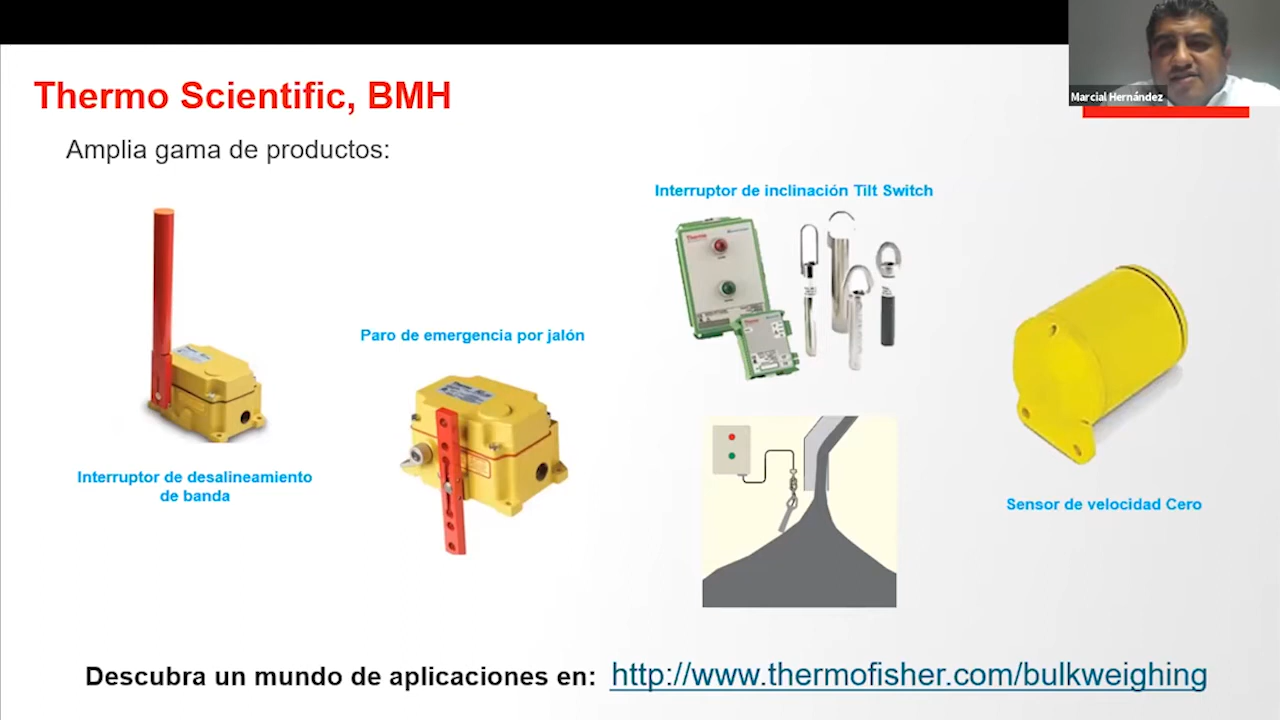 Marcial Hernández
Thermo Scientific, BMH
Amplia gama de productos:
Interruptor de inclinación Tilt Switch
Thermo
Paro de emergencia por jalón
Interruptor de desalineamiento
de banda
Sensor de velocidad Cero
Descubra un mundo de aplicaciones en: http://www.thermofisher.com/bulkweighing